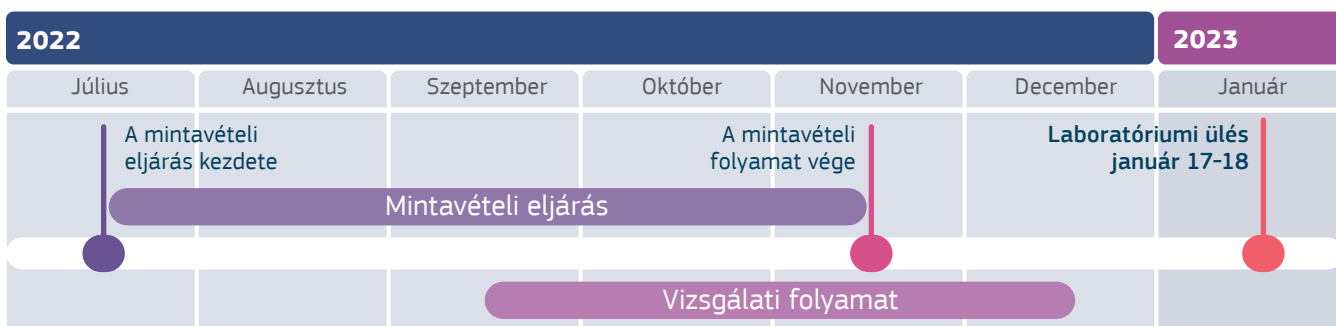 2022
2023
Július
Augusztus
Szeptember
Október
November
December
Január
A mintavételi
eljárás kezdete
A mintavételi
folyamat vége
Laboratóriumi ülés
január 17-18
Mintavételi eljárás
Vizsgálati folyamat